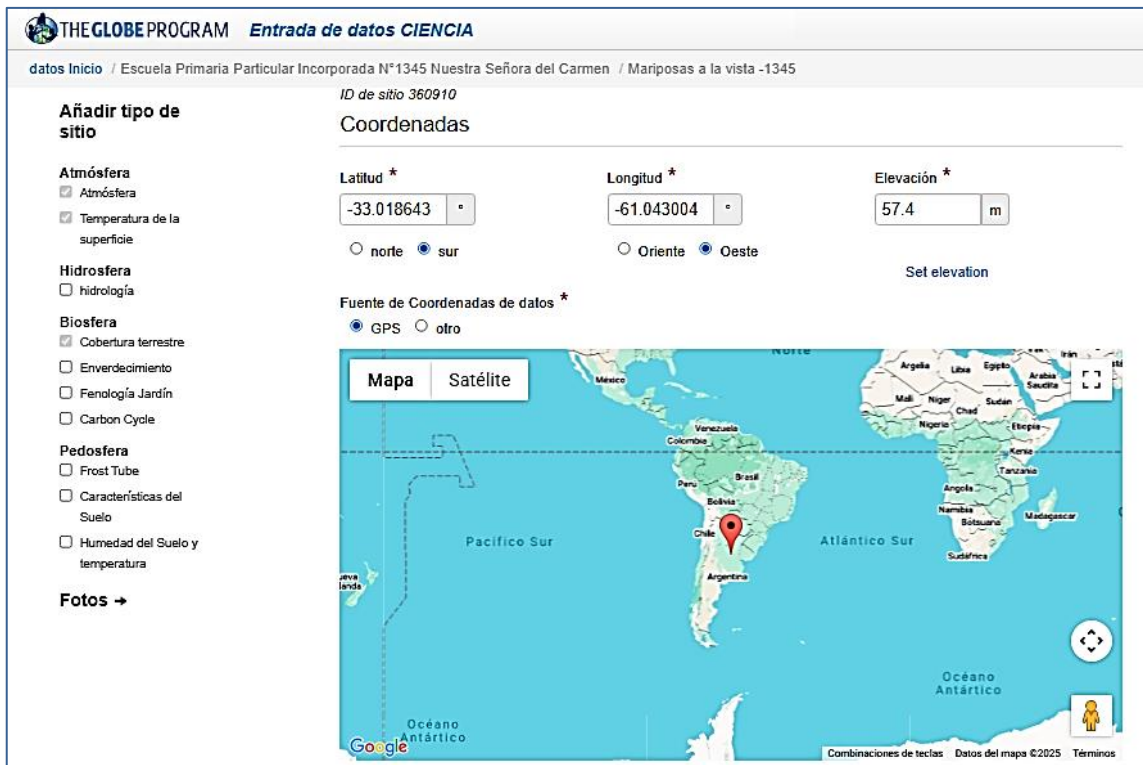 THE GLOBE PROGRAM Entrada de datos CIENCIA
datos Inicio / Escuela Primaria Particular Incorporada N°1345 Nuestra Señora del Carmen / Mariposas a la vista -1345
Añadir tipo de
sitio
Atmósfera
Atmósfera
Temperatura de la
superficie
Hidrosfera
hidrología
Biosfera
Cobertura terrestre
Enverdecimiento
Fenología Jardín
Carbon Cycle
Pedosfera
Frost Tube
Características del
Suelo
Humedad del Suelo y
temperatura
Fotos →
ID de sitio 360910
Coordenadas
Latitud * Longitud * Elevación *
-33.018643 ° -61.043004 ° 57.4 m
norte sur Oriente Oeste
Set elevation
Fuente de Coordenadas de datos *
GPS otro
Mapa Satélite
Norte
México
Venezuela
Colombia
Perú
Brasil
Bolivia
Chile
Argentina
Pacífico Sur
Atlántico Sur
Argelia
Libia
Egipto
Arabia
Saudita
Irán
Mali
Níger
Chad
Sudán
Nigeria
Etiopía
Kenia
Tanzania
Angola
Namibia
Botsuana
Madagascar
Sudáfrica
Océano
Antártico
Océano
Antártico
Google
Combinaciones de teclas Datos del mapa ©2025 Términos